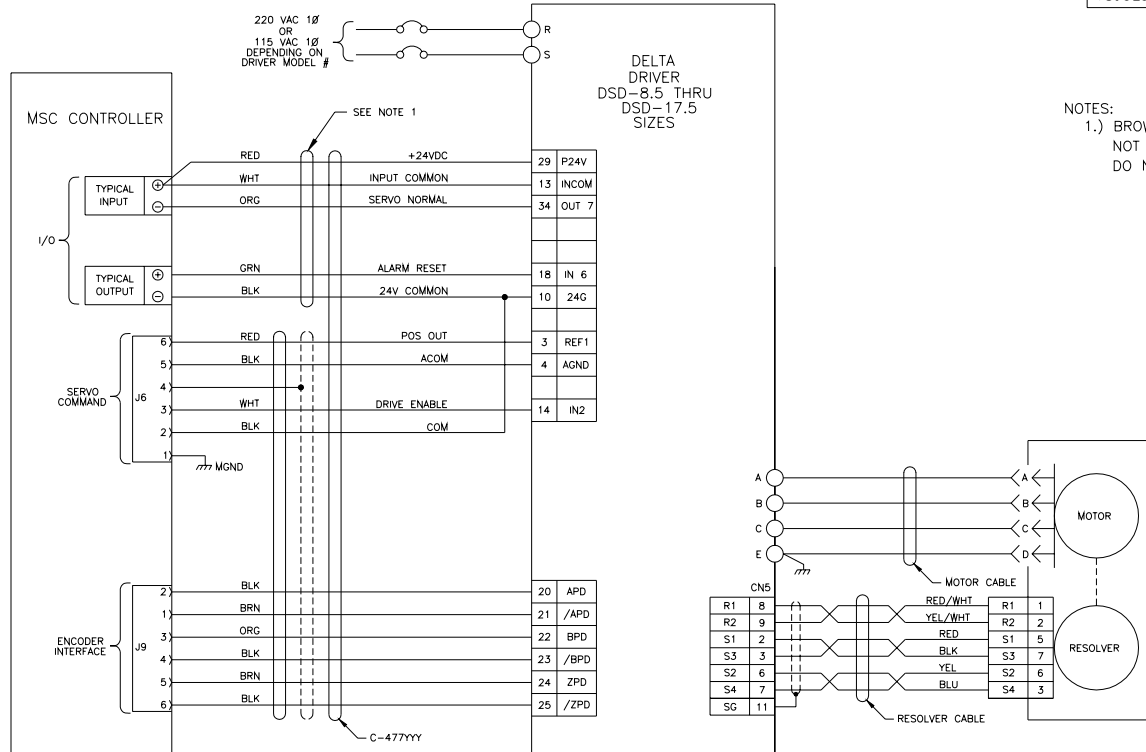 220 VAC 1Ø
OR
115 VAC 1Ø
DEPENDING ON
DRIVER MODEL #
R
S
DELTA
DRIVER
DSD-8.5 THRU
DSD-17.5
SIZES
MSC CONTROLLER
SEE NOTE 1
NOTES:
1.) BROW
NOT
DO N
I/O
TYPICAL
INPUT
+
−
RED +24VDC 29 P24V
WHT INPUT COMMON 13 INCOM
ORG SERVO NORMAL 34 OUT 7
TYPICAL
OUTPUT
+
−
GRN ALARM RESET 18 IN 6
BLK 24V COMMON 10 24G
SERVO
COMMAND
J6
6 RED POS OUT 3 REF1
5 BLK ACOM 4 AGND
4
3 WHT DRIVE ENABLE 14 IN2
2 BLK COM
1 MGND
ENCODER
INTERFACE
J9
2 BLK 20 APD
1 BRN 21 /APD
3 ORG 22 BPD
4 BLK 23 /BPD
5 BRN 24 ZPD
6 BLK 25 /ZPD
C-477YYY
A A
B B
C C
E D
MOTOR
MOTOR CABLE
CN5
R1 8 RED/WHT R1 1
R2 9 YEL/WHT R2 2
S1 2 RED S1 5
S3 3 BLK S3 7
S2 6 YEL S2 6
S4 7 BLU S4 3
SG 11
RESOLVER
RESOLVER CABLE